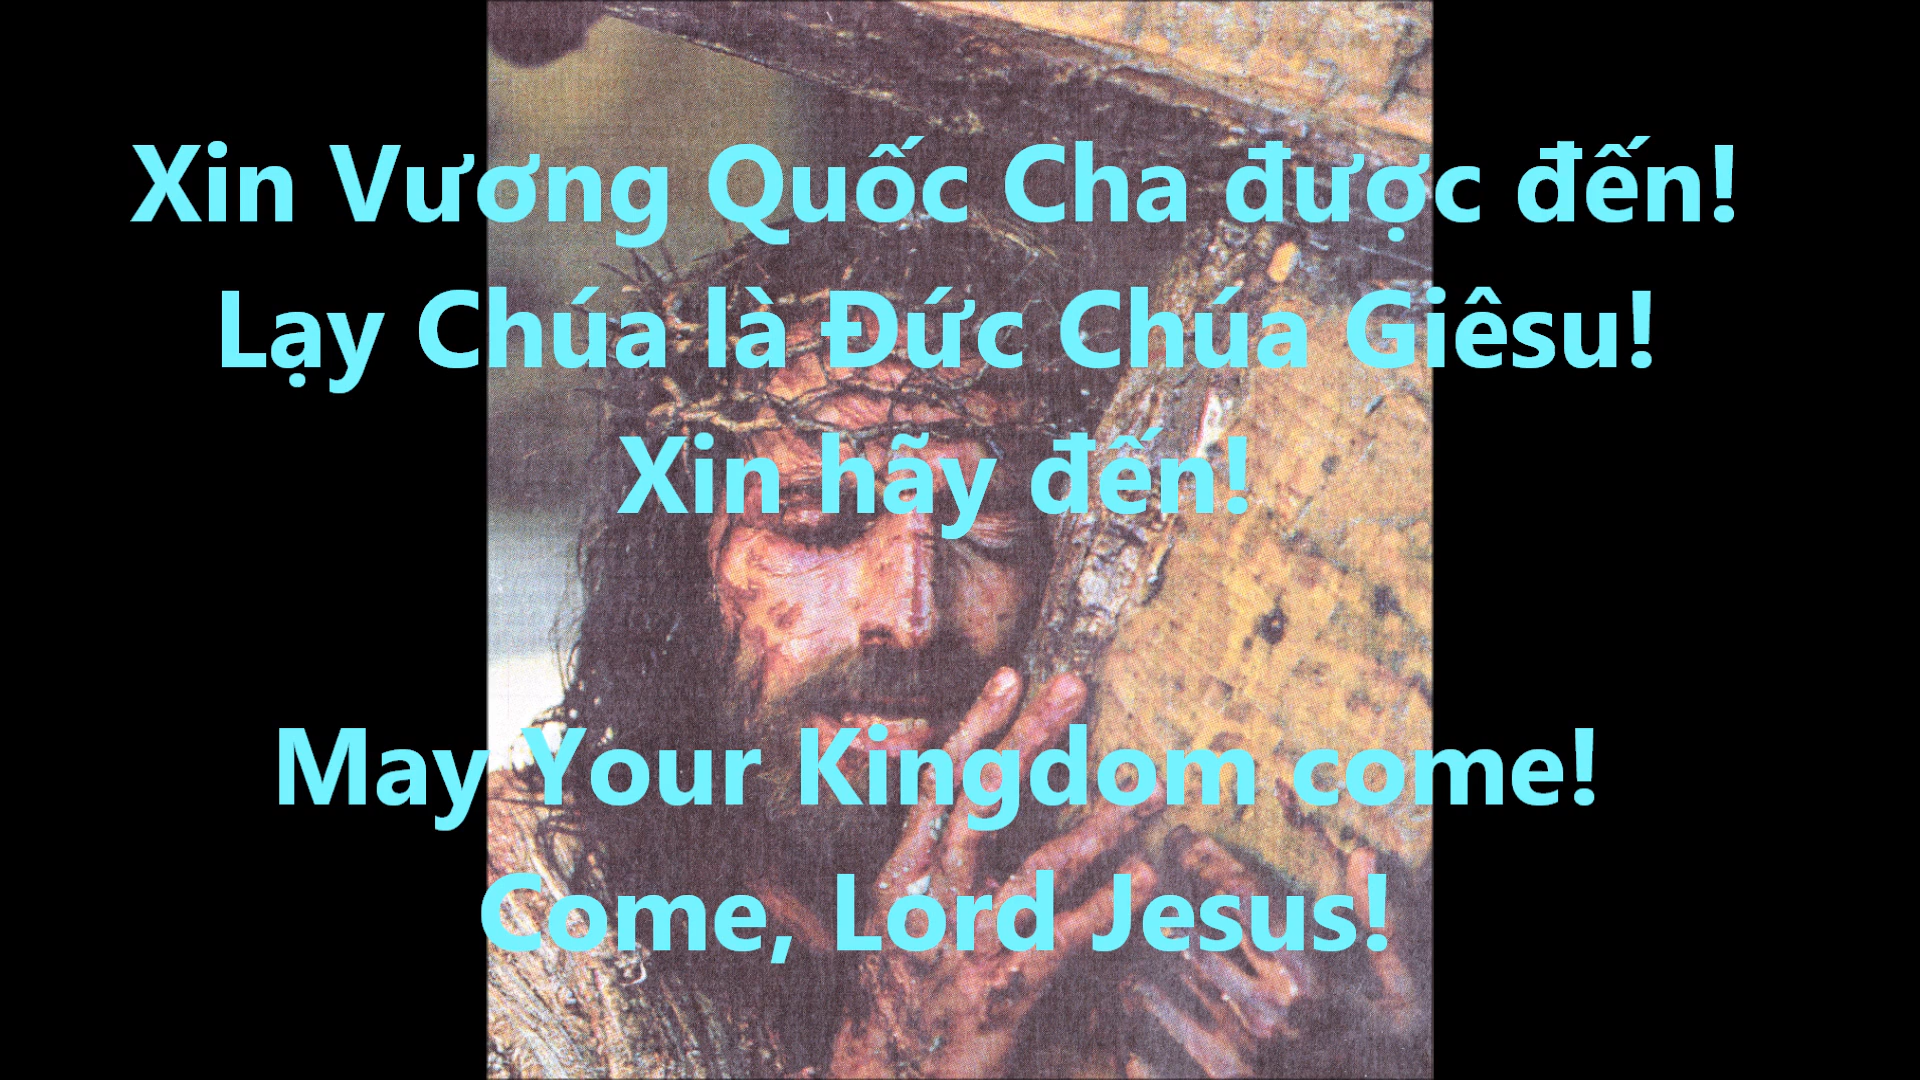 Xin Vương Quốc Cha được đến!
Lạy Chúa là Đức Chúa Giêsu!
Xin hãy đến!
May Your Kingdom come!
Come, Lord Jesus!